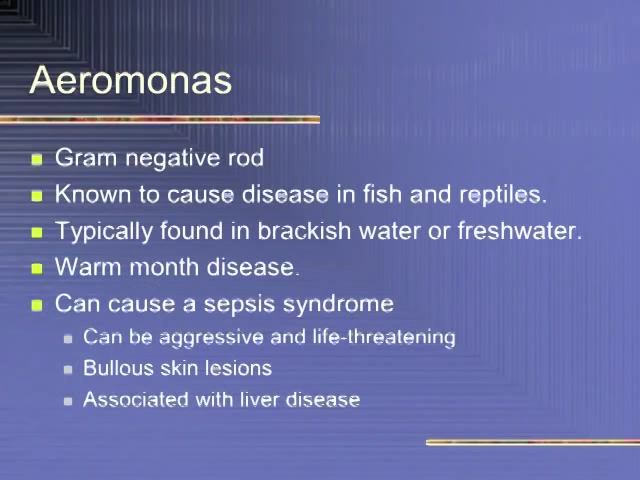 Aeromonas
Gram negative rod
Known to cause disease in fish and reptiles.
Typically found in brackish water or freshwater.
Warm month disease.
Can cause a sepsis syndrome
Can be aggressive and life-threatening
Bullous skin lesions
Associated with liver disease